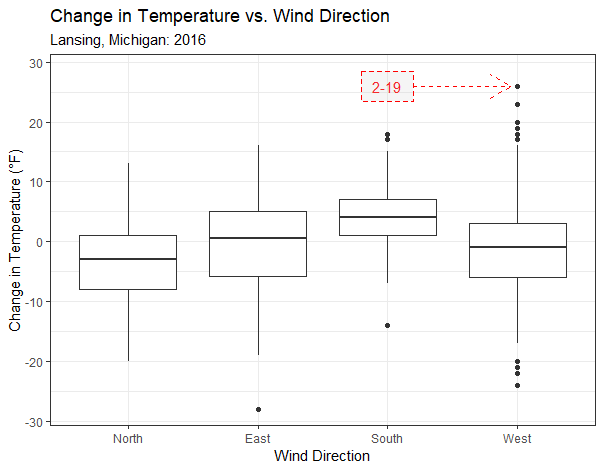 Change in Temperature vs. Wind Direction
Lansing, Michigan: 2016
Change in Temperature (°F)
30
20
10
0
-10
-20
-30
2-19
North East South West
Wind Direction